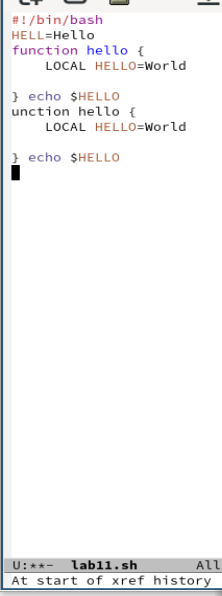 #!/bin/bash
HELL=Hello
function hello {
    LOCAL HELLO=World

} echo $HELLO
unction hello {
    LOCAL HELLO=World

} echo $HELLO
U:**-  lab11.sh       All
At start of xref history